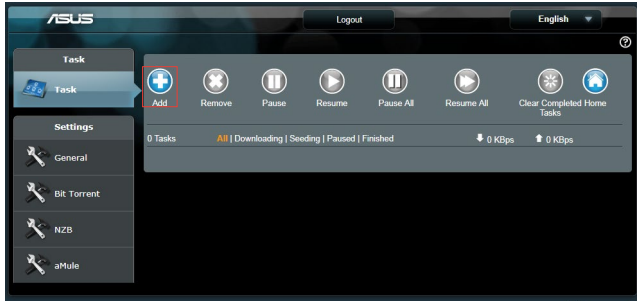 ASUS
Logout
English
?
Task
Task
Settings
General
Bit Torrent
NZB
aMule
Add
Remove
Pause
Resume
Pause All
Resume All
Clear Completed Tasks
Home
0 Tasks
All | Downloading | Seeding | Paused | Finished
0 KBps
0 KBps